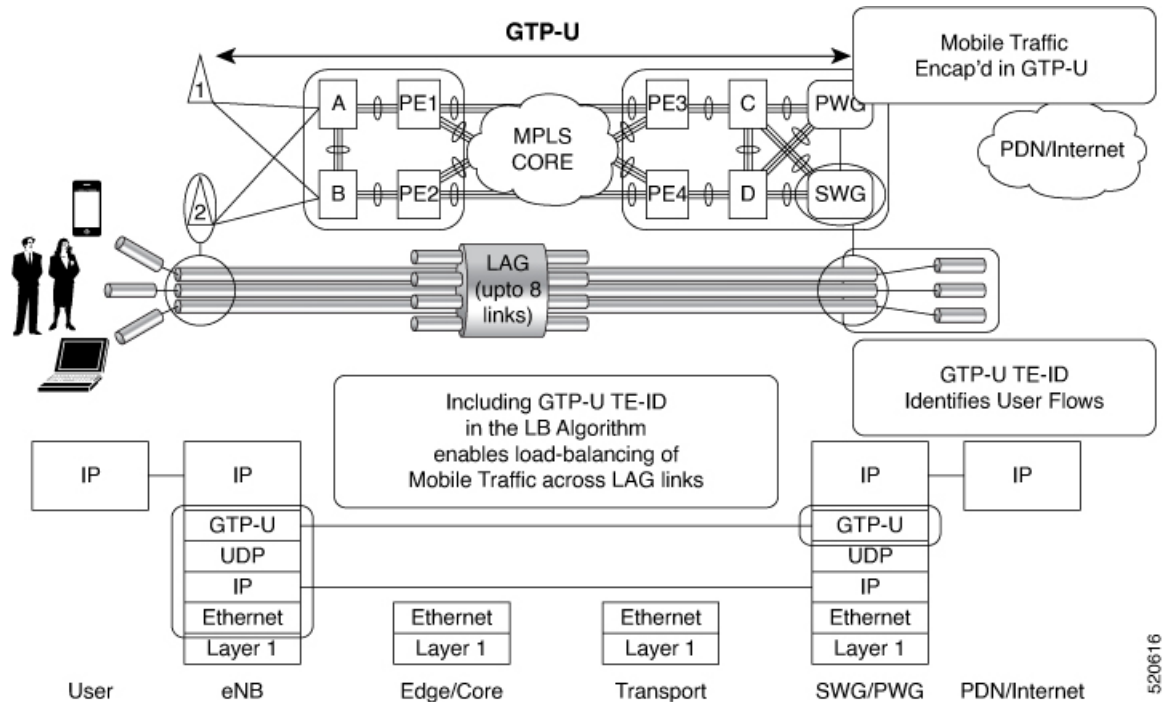 GTP-U
Mobile Traffic
Encap'd in GTP-U
1
A
PE1
PE3
C
PWG
MPLS
CORE
PDN/Internet
2
B
PE2
PE4
D
SWG
LAG
(upto 8
links)
GTP-U TE-ID
Identifies User Flows
Including GTP-U TE-ID
in the LB Algorithm
enables load-balancing of
Mobile Traffic across LAG links
IP
IP
IP
IP
GTP-U
GTP-U
UDP
UDP
IP
IP
Ethernet
Ethernet
Ethernet
Ethernet
Layer 1
Layer 1
Layer 1
Layer 1
User
eNB
Edge/Core
Transport
SWG/PWG
PDN/Internet
520616